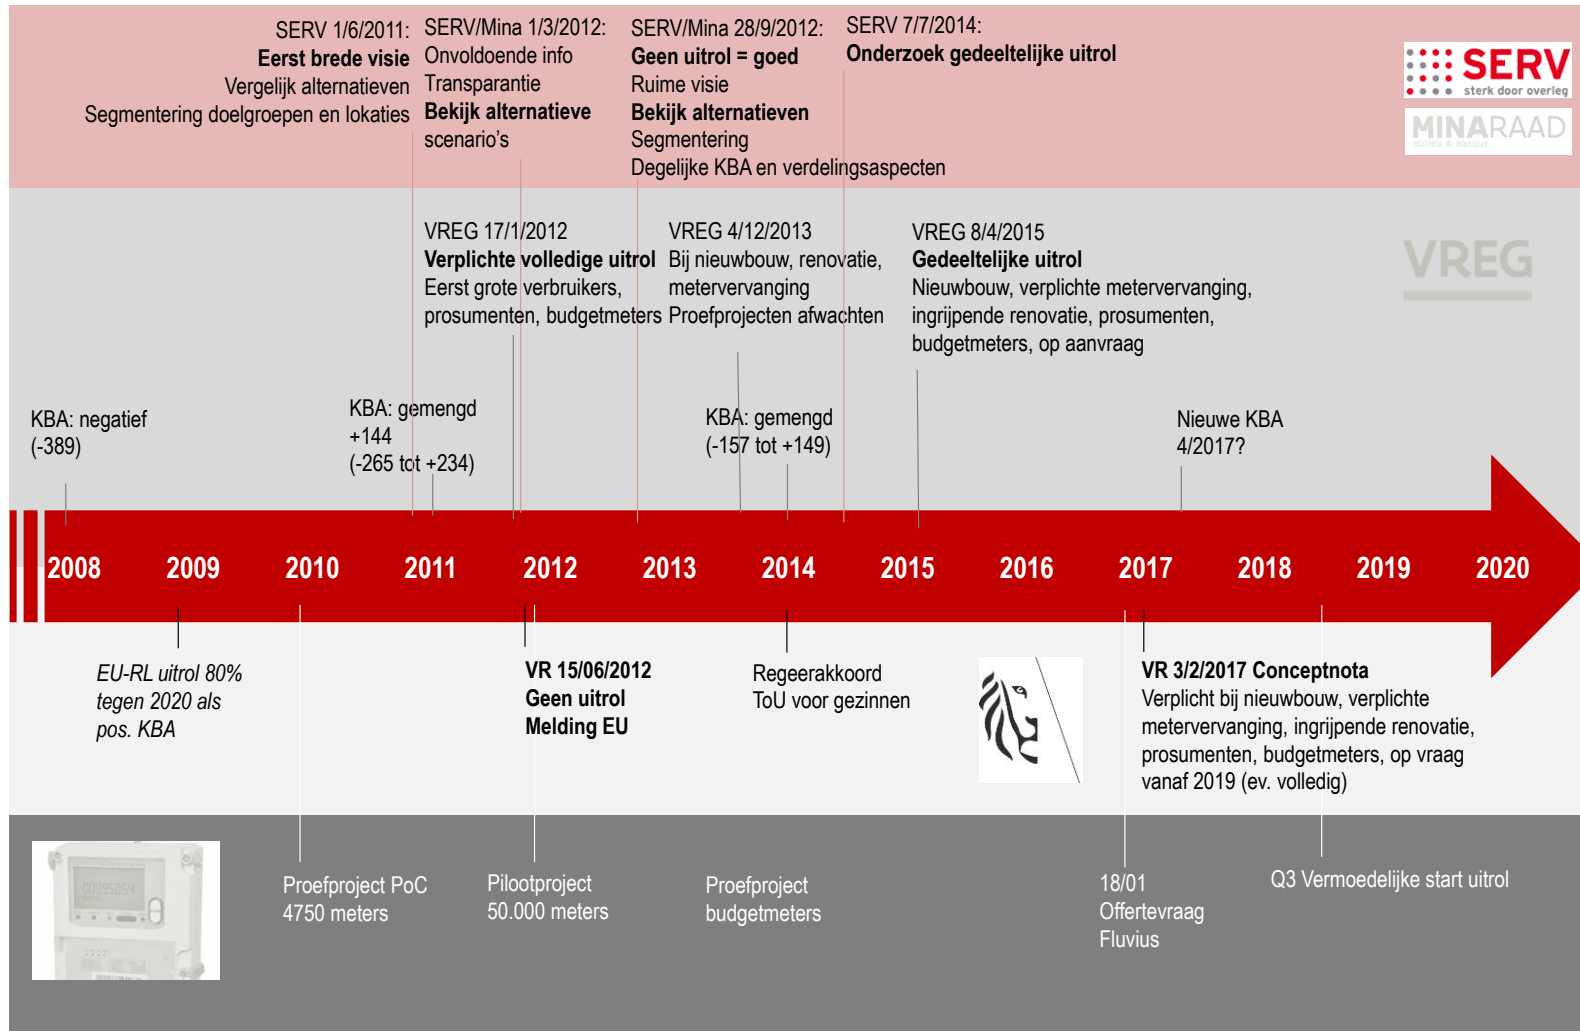 SERV 1/6/2011:
Eerst brede visie
Vergelijk alternatieven
Segmentering doelgroepen en lokaties
SERV/Mina 1/3/2012:
Onvoldoende info
Transparantie
Bekijk alternatieve
scenario's
SERV/Mina 28/9/2012:
Geen uitrol = goed
Ruime visie
Bekijk alternatieven
Segmentering
Degelijke KBA en verdelingsaspecten
SERV 7/7/2014:
Onderzoek gedeeltelijke uitrol
SERV
sterk door overleg
MINARAAD
milieu & natuur
VREG 17/1/2012
Verplichte volledige uitrol
Eerst grote verbruikers,
prosumenten, budgetmeters
VREG 4/12/2013
Bij nieuwbouw, renovatie,
metervervanging
Proefprojecten afwachten
VREG 8/4/2015
Gedeeltelijke uitrol
Nieuwbouw, verplichte metervervanging,
ingrijpende renovatie, prosumenten,
budgetmeters, op aanvraag
VREG
KBA: negatief
(-389)
KBA: gemengd
+144
(-265 tot +234)
KBA: gemengd
(-157 tot +149)
Nieuwe KBA
4/2017?
2008 2009 2010 2011 2012 2013 2014 2015 2016 2017 2018 2019 2020
EU-RL uitrol 80%
tegen 2020 als
pos. KBA
VR 15/06/2012
Geen uitrol
Melding EU
Regeerakkoord
ToU voor gezinnen
VR 3/2/2017 Conceptnota
Verplicht bij nieuwbouw, verplichte
metervervanging, ingrijpende renovatie,
prosumenten, budgetmeters, op vraag
vanaf 2019 (ev. volledig)
Proefproject PoC
4750 meters
Pilootproject
50.000 meters
Proefproject
budgetmeters
18/01
Offertevraag
Fluvius
Q3 Vermoedelijke start uitrol